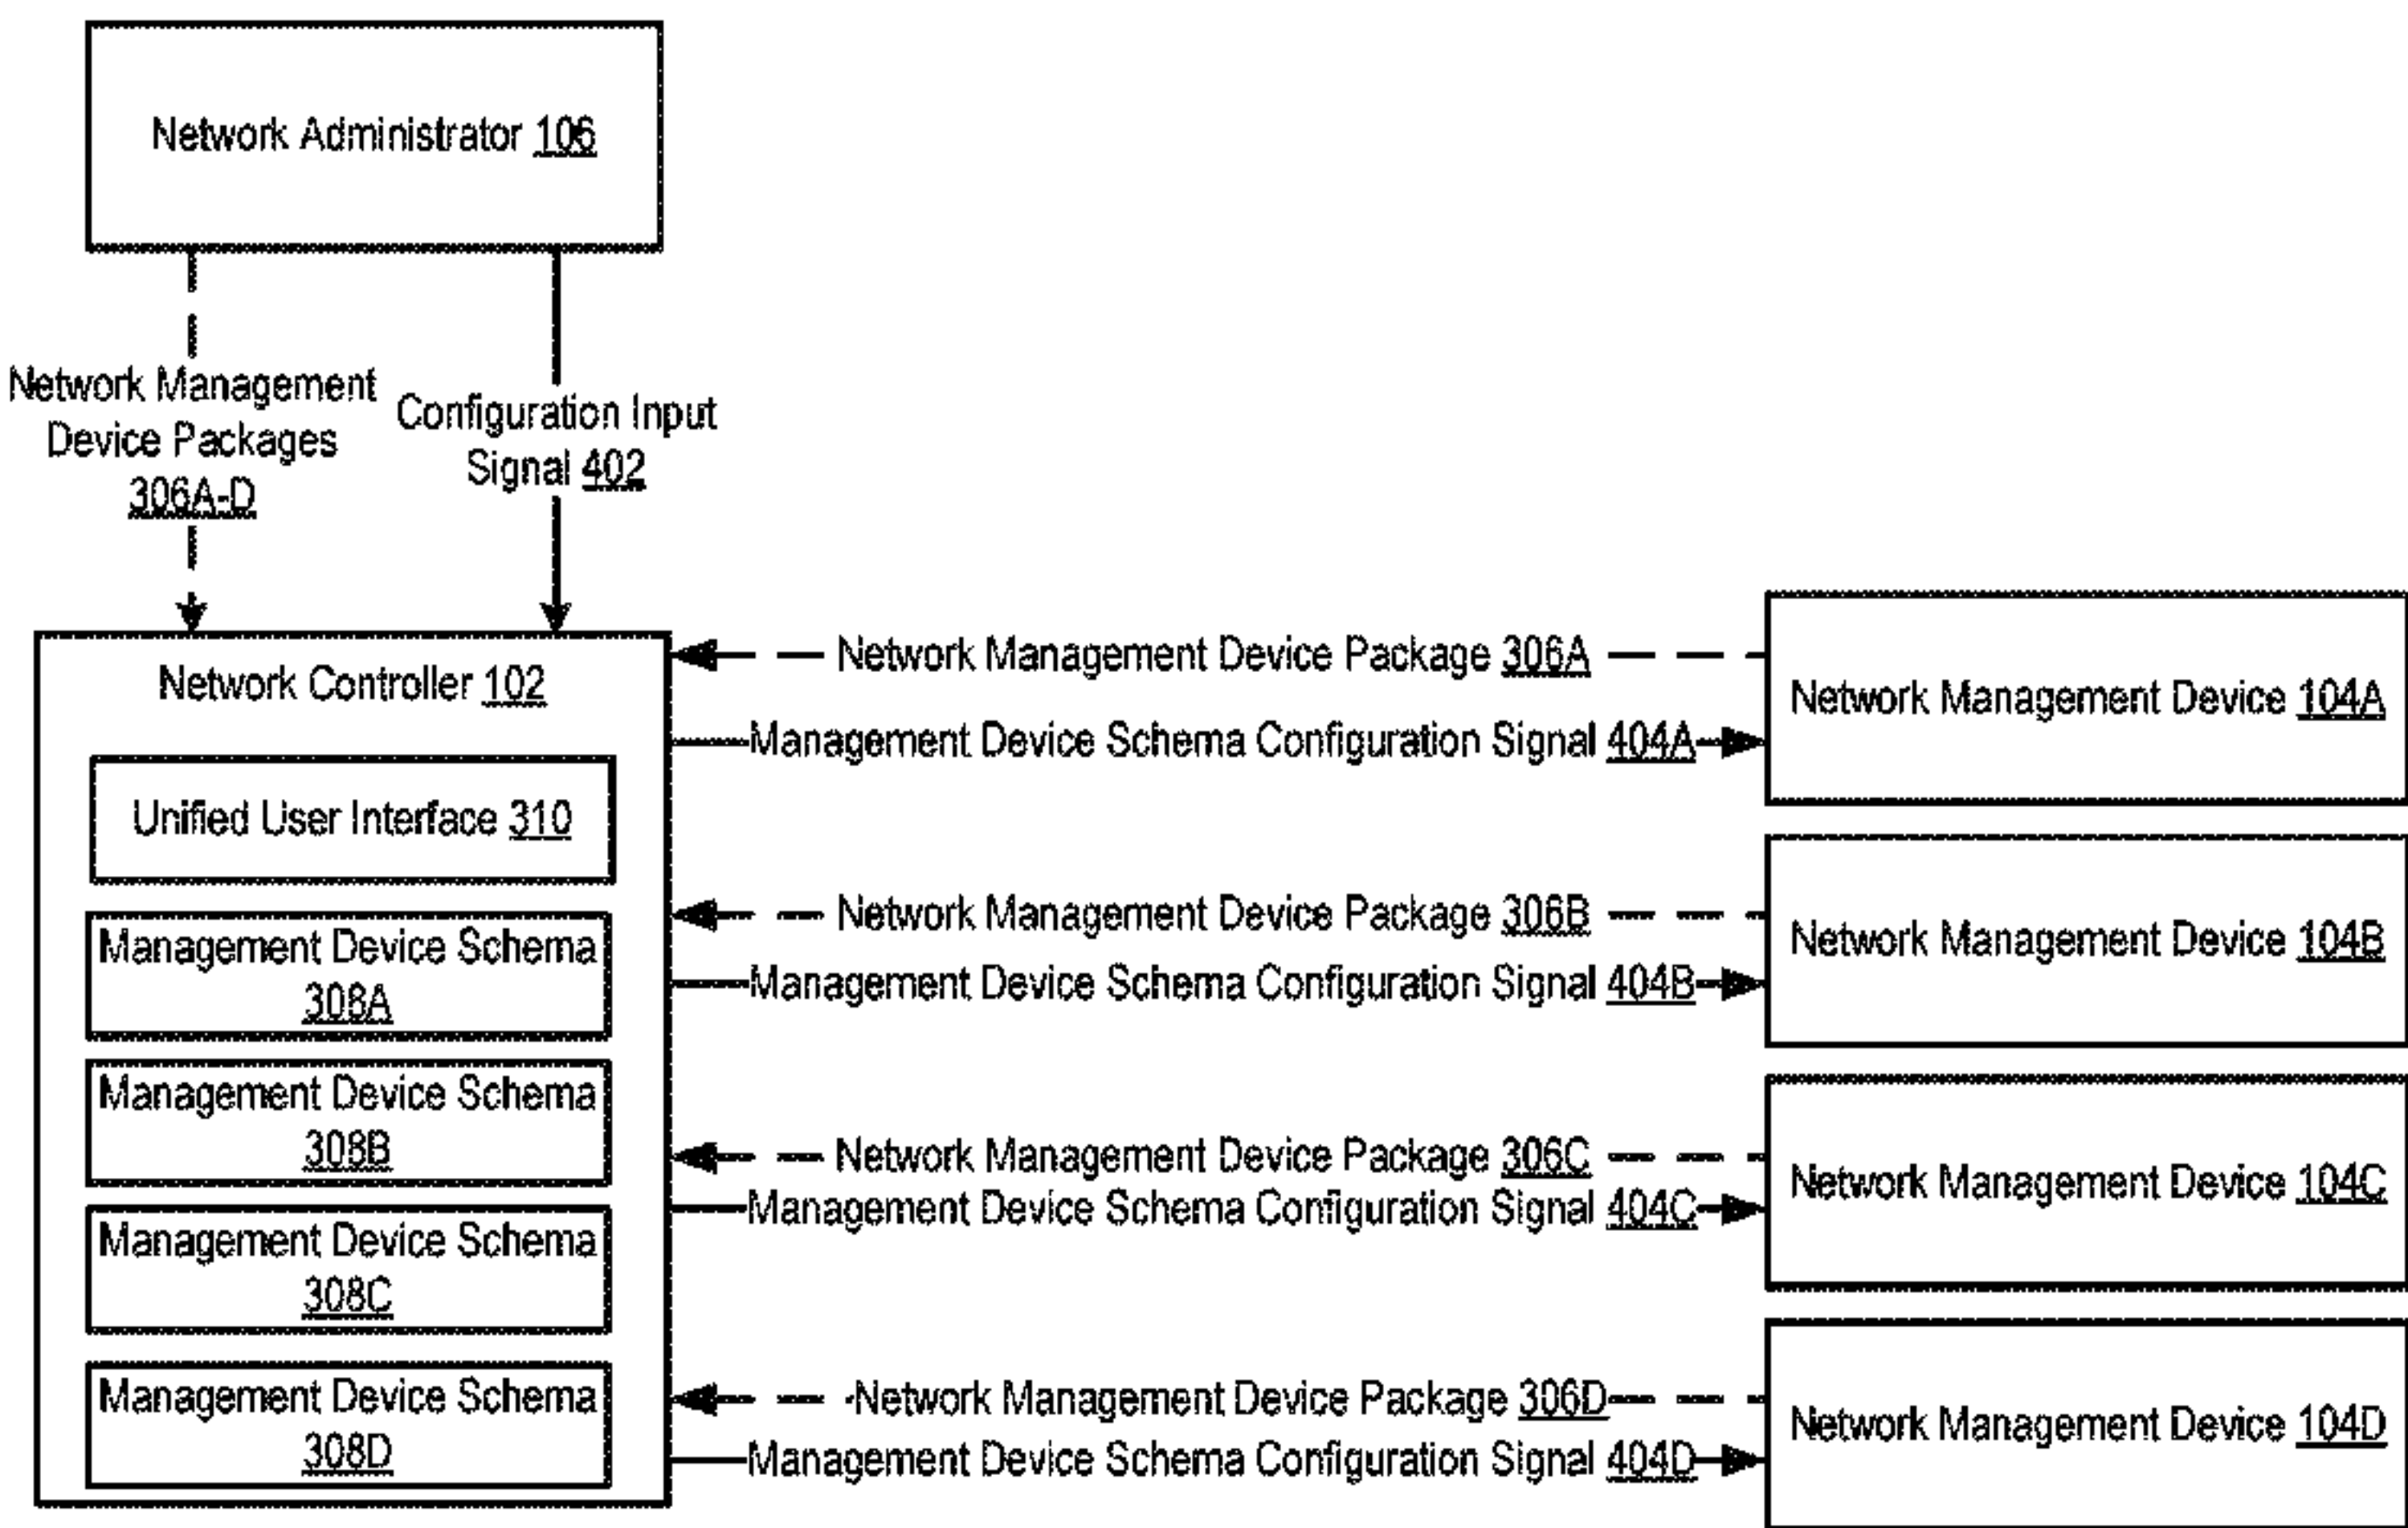 Network Administrator 106
Network Management
Device Packages
306A-D
Configuration Input
Signal 402
Network Controller 102
Unified User Interface 310
Management Device Schema
308A
Management Device Schema
308B
Management Device Schema
308C
Management Device Schema
308D
Network Management Device Package 306A
Management Device Schema Configuration Signal 404A
Network Management Device Package 306B
Management Device Schema Configuration Signal 404B
Network Management Device Package 306C
Management Device Schema Configuration Signal 404C
Network Management Device Package 306D
Management Device Schema Configuration Signal 404D
Network Management Device 104A
Network Management Device 104B
Network Management Device 104C
Network Management Device 104D